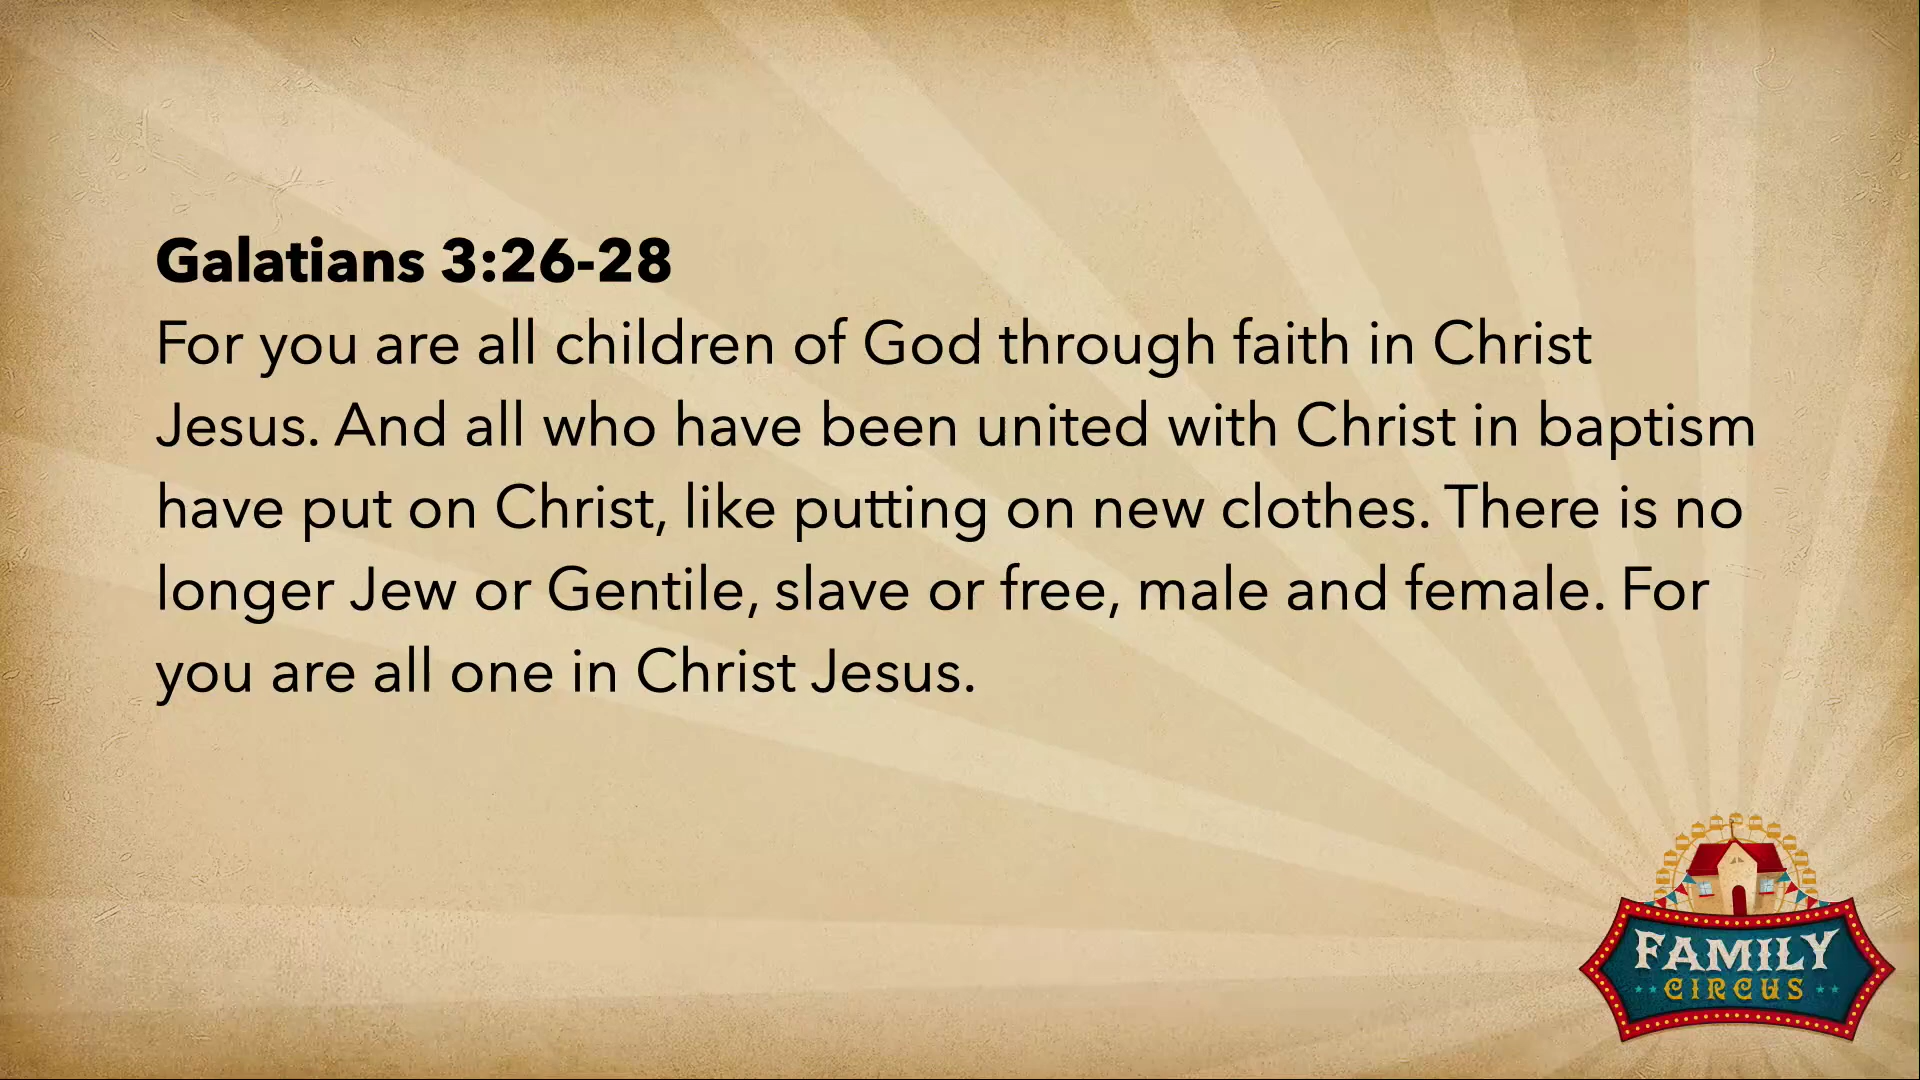 Galatians 3:26-28
For you are all children of God through faith in Christ
Jesus. And all who have been united with Christ in baptism
have put on Christ, like putting on new clothes. There is no
longer Jew or Gentile, slave or free, male and female. For
you are all one in Christ Jesus.
FAMILY
CIRCUS